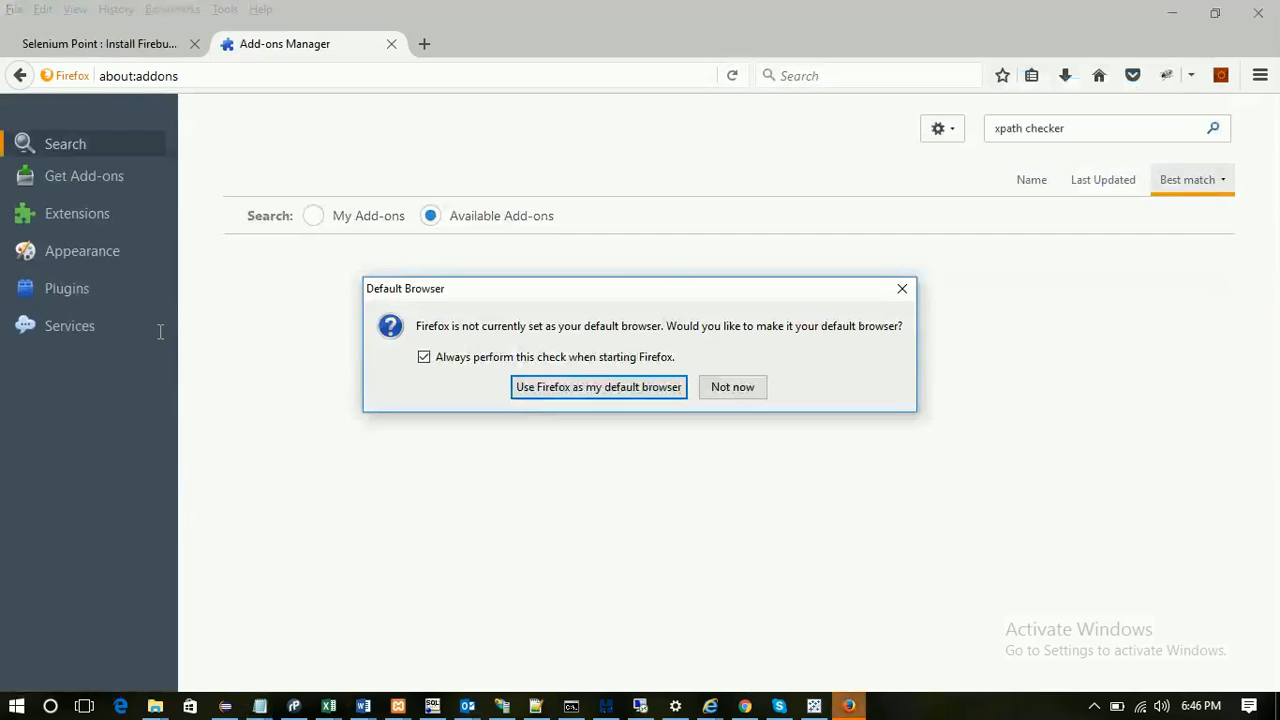 File Edit View History Bookmarks Tools Help
Selenium Point : Install Firebu...
Add-ons Manager
Firefox about:addons
Search
xpath checker
Search
Get Add-ons
Extensions
Appearance
Plugins
Services
Name Last Updated Best match
Search: My Add-ons Available Add-ons
Default Browser
Firefox is not currently set as your default browser. Would you like to make it your default browser?
Always perform this check when starting Firefox.
Use Firefox as my default browser
Not now
Activate Windows
Go to Settings to activate Windows.
6:46 PM